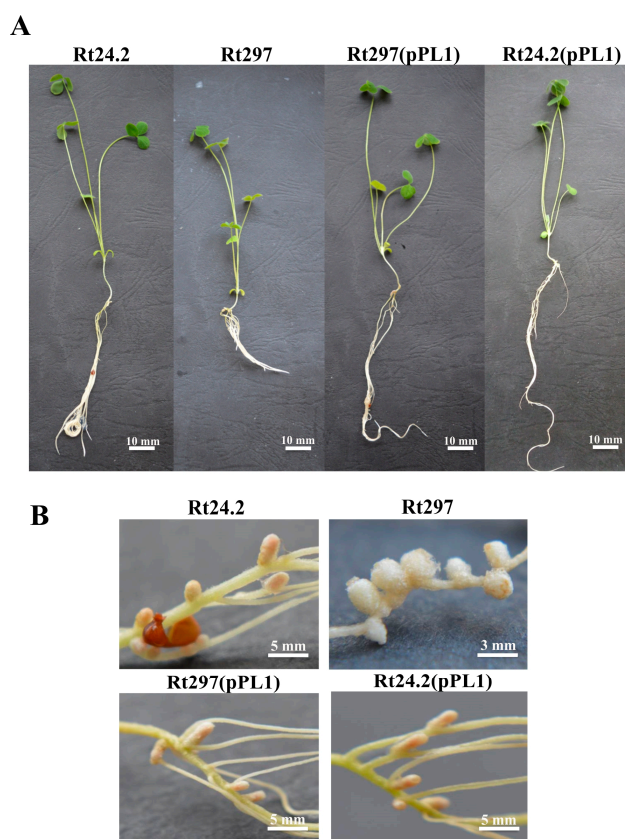 A
Rt24.2 Rt297 Rt297(pPL1) Rt24.2(pPL1)
10 mm 10 mm 10 mm 10 mm
B
Rt24.2 Rt297
5 mm 3 mm
Rt297(pPL1) Rt24.2(pPL1)
5 mm 5 mm